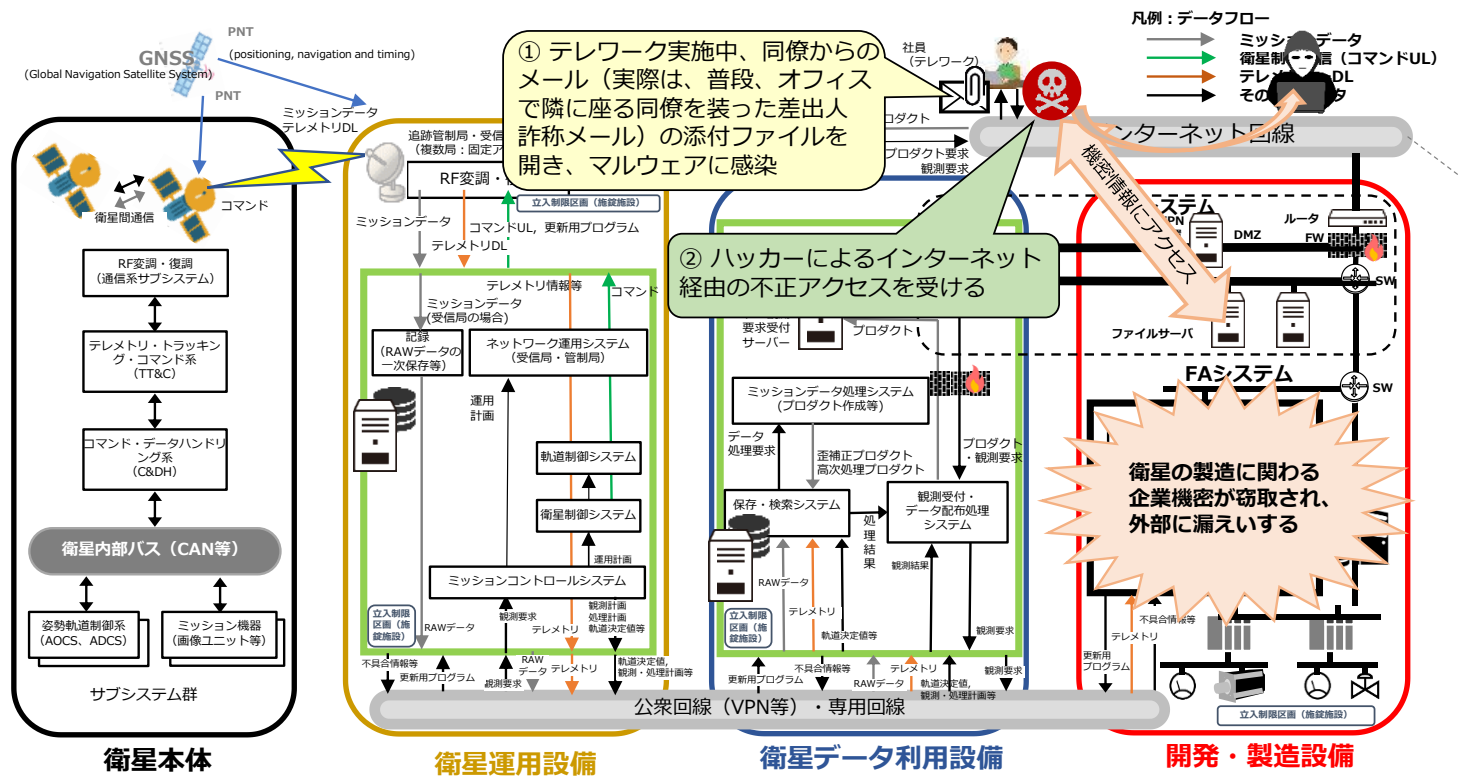 PNT
GNSS
(positioning, navigation and timing)
(Global Navigation Satellite System)
PNT
ミッションデータ
テレメトリDL
衛星間通信
コマンド
RF変調・復調
(通信系サブシステム)
テレメトリ・トラッキン
グ・コマンド系
(TT&C)
コマンド・データハンドリ
ング系
(C&DH)
衛星内部バス(CAN等)
姿勢軌道制御系
(AOCS、ADCS)
ミッション機器
(画像ユニット等)
サブシステム群
衛星本体
追跡管制局・受信
(複数局:固定ア
RF変調・
立入制限区画(施錠施設)
ミッションデータ
コマンドUL, 更新用プログラム
テレメトリDL
テレメトリ情報等
コマンド
ミッションデータ
(受信局の場合)
記録
(RAWデータの
一次保存等)
ネットワーク運用システム
(受信局・管制局)
運用
計画
軌道制御システム
衛星制御システム
運用計画
ミッションコントロールシステム
立入制限
区画(施
錠施設)
RAWデータ
観測要求
テレメトリ
観測計画
処理計画
軌道決定値等
不具合情報等
更新用プログラム
観測要求
RAW
データ
テレメトリ
軌道決定値,
観測・処理計画等
衛星運用設備
① テレワーク実施中、同僚からの
メール(実際は、普段、オフィス
で隣に座る同僚を装った差出人
詐称メール)の添付ファイルを
開き、マルウェアに感染
社員
(テレワーク)
ロダクト
プロダクト要求
観測要求
② ハッカーによるインターネット
経由の不正アクセスを受ける
要求受付
サーバー
プロダクト
ミッションデータ処理システム
(プロダクト作成等)
データ
処理要求
歪補正プロダクト
高次処理プロダクト
プロダクト
・観測要求
保存・検索システム
処
理
結
果
観測受付・
データ配布処理
システム
RAWデータ
テレメトリ
観測結果
立入制限
区画(施
錠施設)
軌道決定値等
観測要求
更新用プログラム
不具合情報等
RAWデータ
テレメトリ
軌道決定値,
観測・処理計画等
観測要求
衛星データ利用設備
公衆回線(VPN等)・専用回線
凡例:データフロー
ミッションデータ
衛星制 信(コマンドUL)
テレ DL
その タ
ンターネット回線
機密情報にアクセス
システム
PN
DMZ
ルータ
FW
SW
ファイルサーバ
FAシステム
SW
衛星の製造に関わる
企業機密が窃取され、
外部に漏えいする
不具合情報等
テレメトリ
更新用
プログラム
立入制限区画(施錠施設)
開発・製造設備